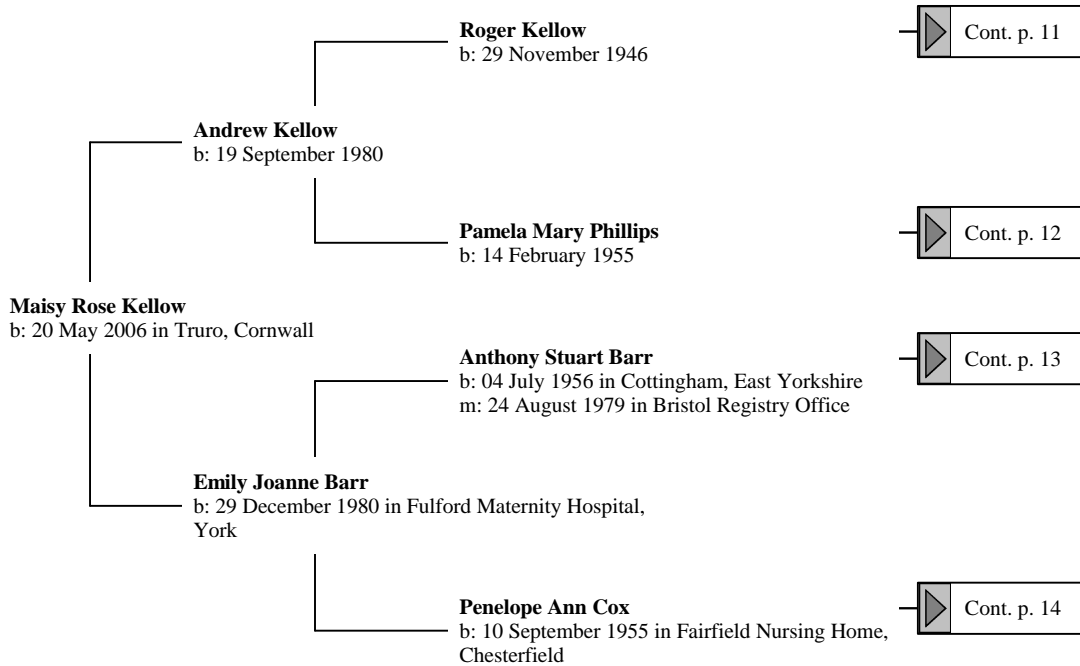 Roger Kellow
b: 29 November 1946
Cont. p. 11
Andrew Kellow
b: 19 September 1980
Pamela Mary Phillips
b: 14 February 1955
Cont. p. 12
Maisy Rose Kellow
b: 20 May 2006 in Truro, Cornwall
Anthony Stuart Barr
b: 04 July 1956 in Cottingham, East Yorkshire
m: 24 August 1979 in Bristol Registry Office
Cont. p. 13
Emily Joanne Barr
b: 29 December 1980 in Fulford Maternity Hospital,
York
Penelope Ann Cox
b: 10 September 1955 in Fairfield Nursing Home,
Chesterfield
Cont. p. 14